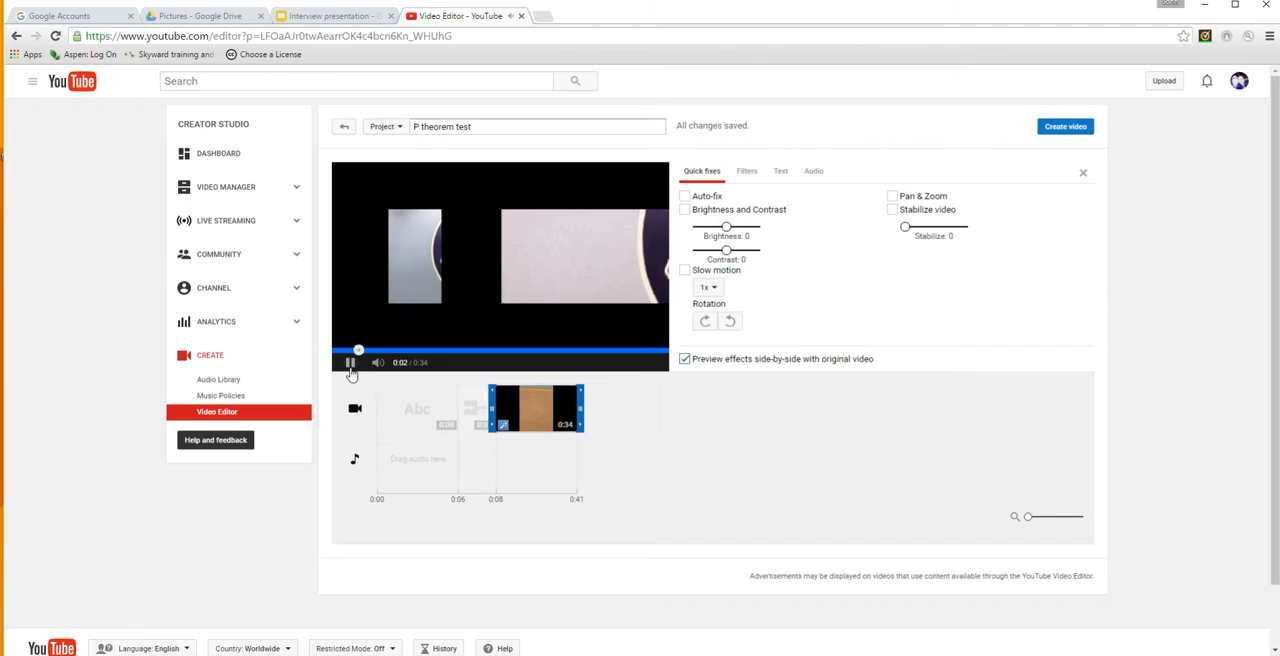 John
Google Accounts
Pictures - Google Drive
Interview presentation -
Video Editor - YouTube
https://www.youtube.com/editor?p=LFOaAJr0twAearrOK4c4bcn6Kn_WHUhG
Apps
Aspen: Log On
Skyward training and
Choose a License
YouTube
Search
Upload
CREATOR STUDIO
DASHBOARD
VIDEO MANAGER
LIVE STREAMING
COMMUNITY
CHANNEL
ANALYTICS
CREATE
Audio Library
Music Policies
Video Editor
Help and feedback
Project
P theorem test
All changes saved.
Create video
0:02 / 0:34
Quick fixes
Filters
Text
Audio
Auto-fix
Brightness and Contrast
Brightness: 0
Contrast: 0
Slow motion
1x
Rotation
Pan & Zoom
Stabilize video
Stabilize: 0
Preview effects side-by-side with original video
Abc
0:34
Drag audio here
0:00
0:06
0:08
0:41
Advertisements may be displayed on videos that use content available through the YouTube Video Editor.
YouTube
Language: English
Country: Worldwide
Restricted Mode: Off
History
Help